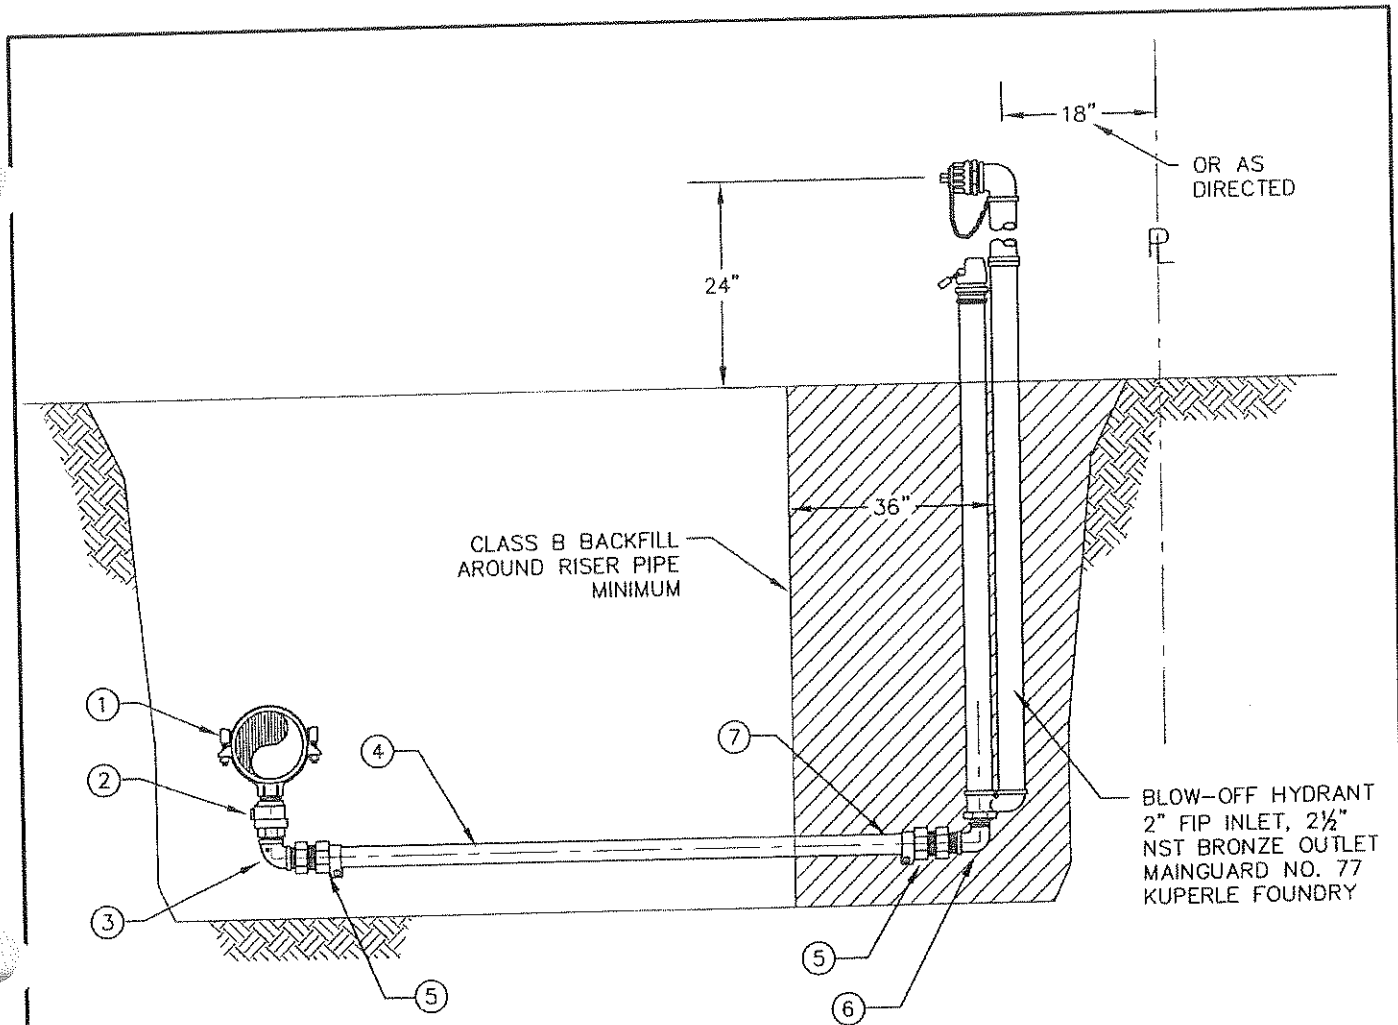 18"
OR AS
DIRECTED
PL
24"
36"
CLASS B BACKFILL
AROUND RISER PIPE
MINIMUM
1
2
3
4
7
5
5
6
BLOW-OFF HYDRANT
2" FIP INLET, 2½"
NST BRONZE OUTLET
MAINGUARD NO. 77
KUPERLE FOUNDRY